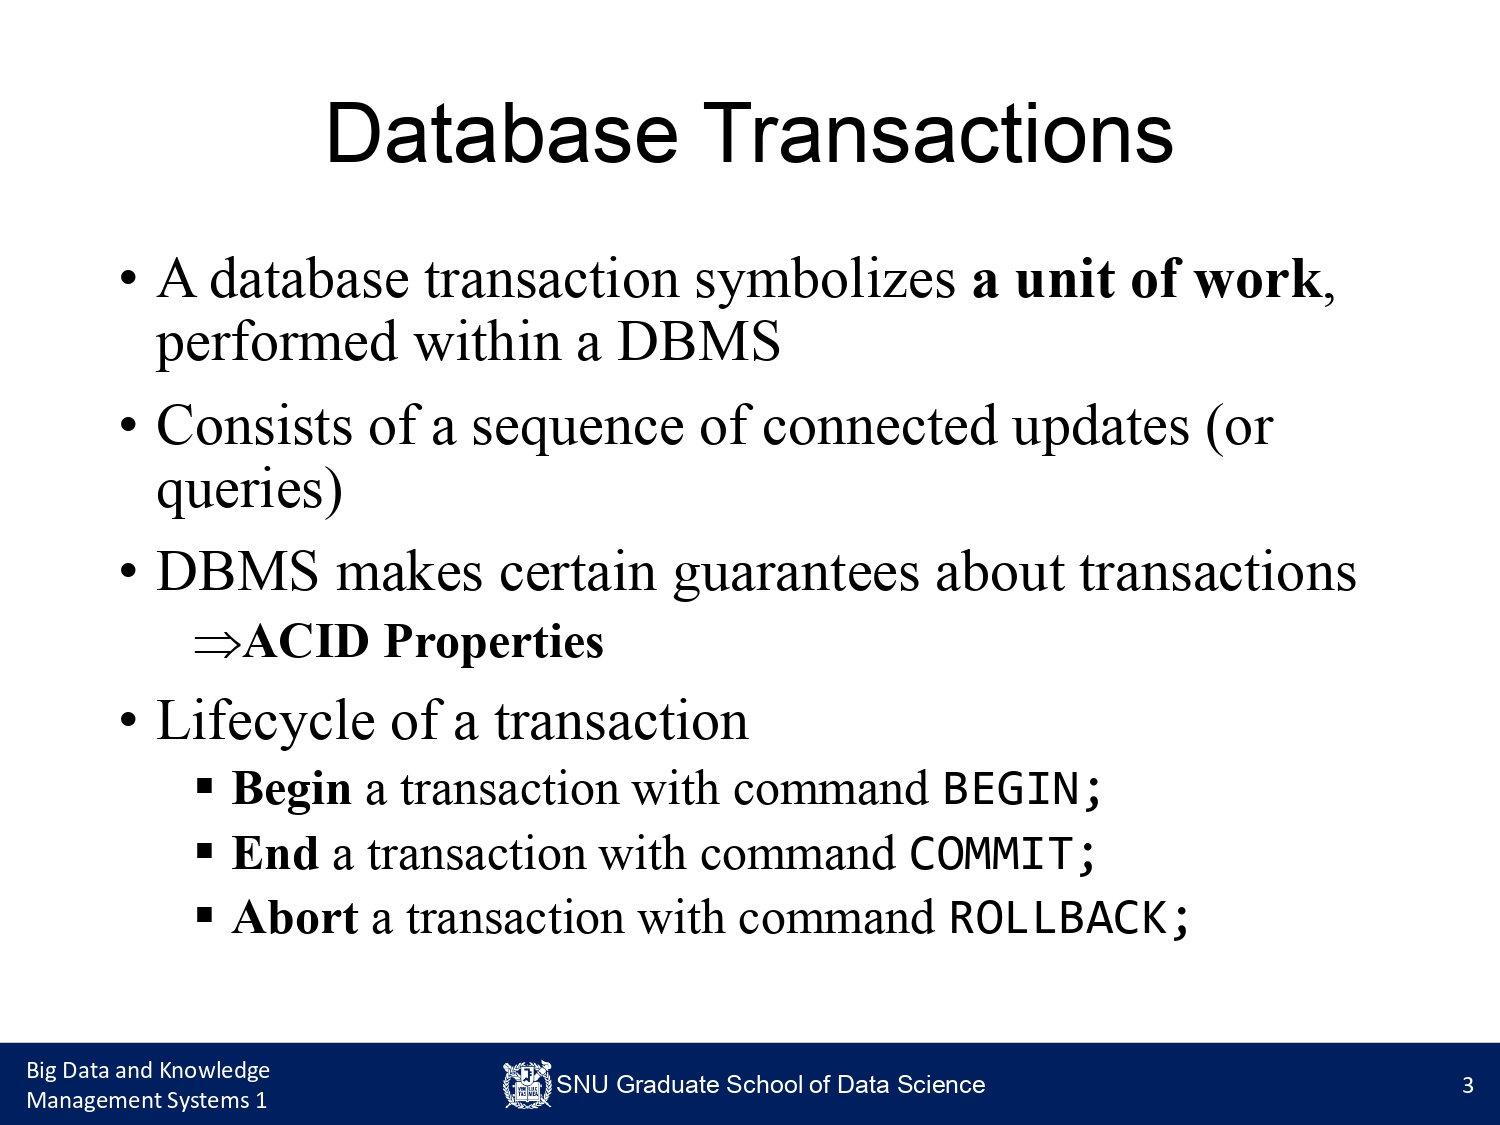 Database Transactions
• A database transaction symbolizes a unit of work,
performed within a DBMS
• Consists of a sequence of connected updates (or
queries)
• DBMS makes certain guarantees about transactions
⇒ACID Properties
• Lifecycle of a transaction
▪ Begin a transaction with command BEGIN;
▪ End a transaction with command COMMIT;
▪ Abort a transaction with command ROLLBACK;
Big Data and Knowledge
Management Systems 1
SNU Graduate School of Data Science
3